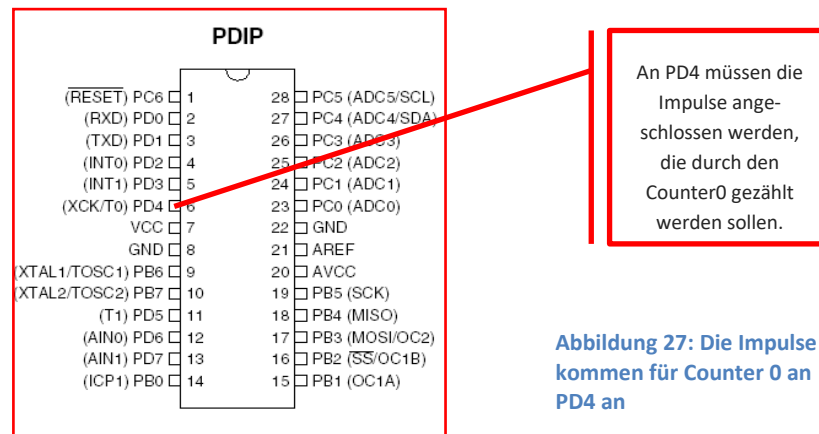 PDIP
(RESET) PC6 1
(RXD) PD0 2
(TXD) PD1 3
(INT0) PD2 4
(INT1) PD3 5
(XCK/T0) PD4 6
VCC 7
GND 8
(XTAL1/TOSC1) PB6 9
(XTAL2/TOSC2) PB7 10
(T1) PD5 11
(AIN0) PD6 12
(AIN1) PD7 13
(ICP1) PB0 14
28 PC5 (ADC5/SCL)
27 PC4 (ADC4/SDA)
26 PC3 (ADC3)
25 PC2 (ADC2)
24 PC1 (ADC1)
23 PC0 (ADC0)
22 GND
21 AREF
20 AVCC
19 PB5 (SCK)
18 PB4 (MISO)
17 PB3 (MOSI/OC2)
16 PB2 (SS/OC1B)
15 PB1 (OC1A)
An PD4 müssen die
Impulse ange-
schlossen werden,
die durch den
Counter0 gezählt
werden sollen.
Abbildung 27: Die Impulse
kommen für Counter 0 an
PD4 an